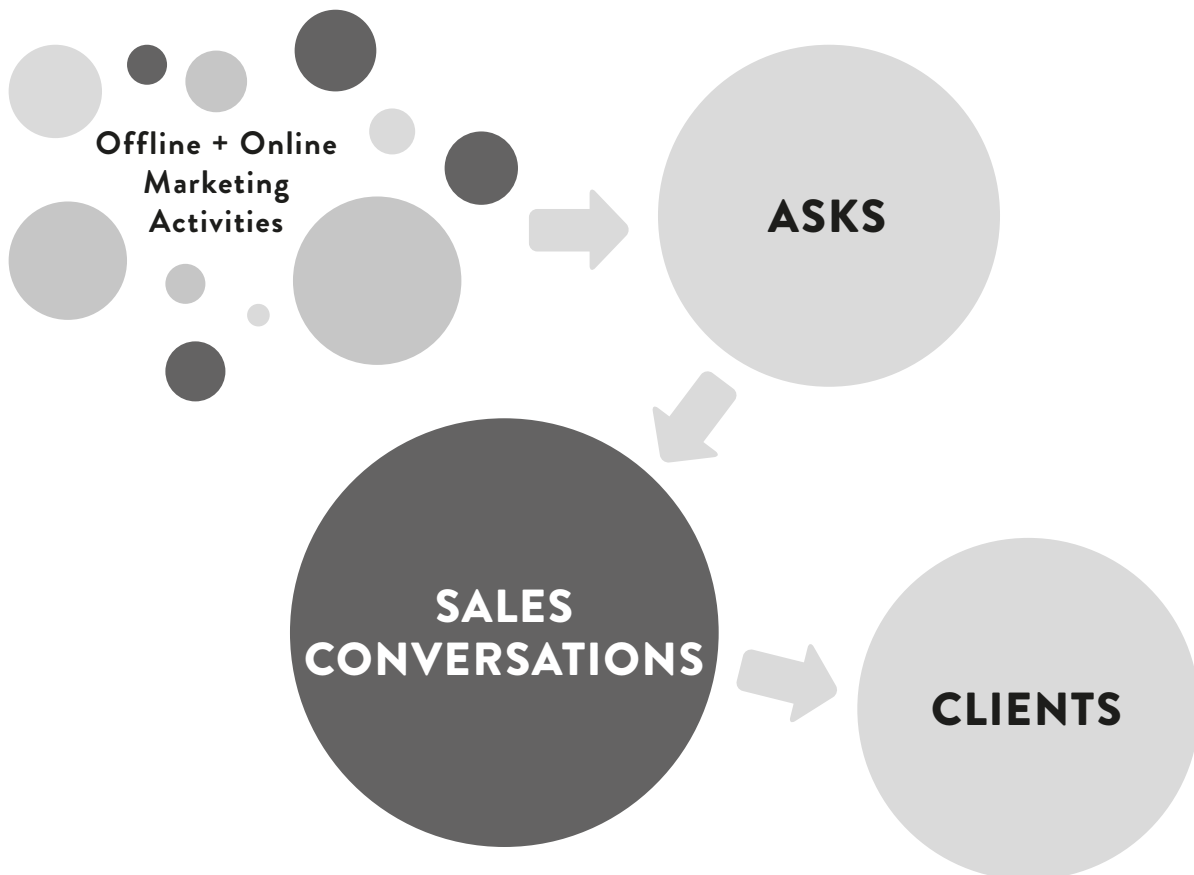 Offline + Online
Marketing
Activities
ASKS
SALES
CONVERSATIONS
CLIENTS